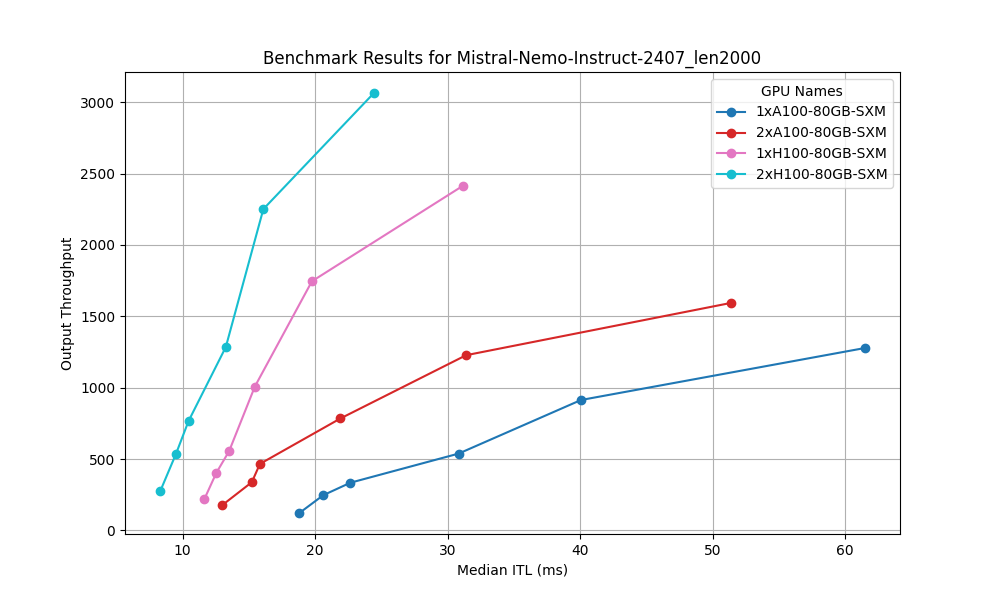 Benchmark Results for Mistral-Nemo-Instruct-2407_len2000
GPU Names
1xA100-80GB-SXM
2xA100-80GB-SXM
1xH100-80GB-SXM
2xH100-80GB-SXM
Output Throughput
3000
2500
2000
1500
1000
500
0
10 20 30 40 50 60
Median ITL (ms)